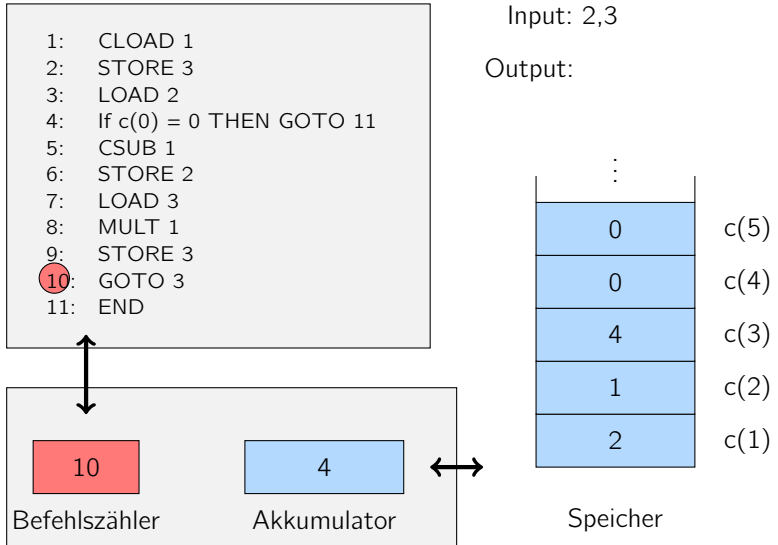 1: CLOAD 1
2: STORE 3
3: LOAD 2
4: If c(0) = 0 THEN GOTO 11
5: CSUB 1
6: STORE 2
7: LOAD 3
8: MULT 1
9: STORE 3
10: GOTO 3
11: END
Input: 2,3
Output:
⋮
0 c(5)
0 c(4)
4 c(3)
1 c(2)
2 c(1)
10 4
Befehlszähler Akkumulator Speicher